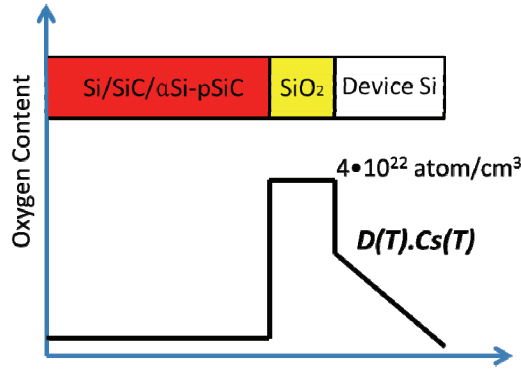 Si/SiC/αSi-pSiC SiO₂ Device Si
4•10²² atom/cm³
D(T).Cs(T)
Oxygen Content